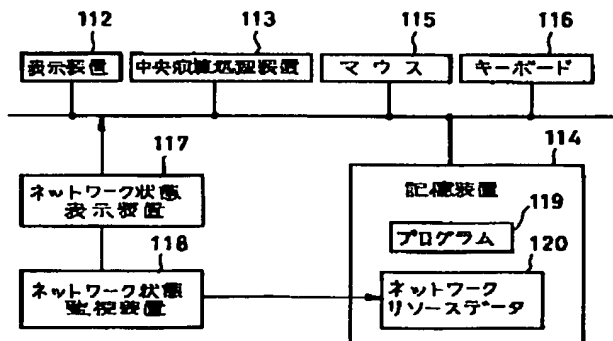 112
113
115
116
表示装置
中央演算処理装置
マウス
キーボード
117
114
ネットワーク状態
表示装置
記憶装置
119
プログラム
118
120
ネットワーク状態
監視装置
ネットワーク
リソースデータ